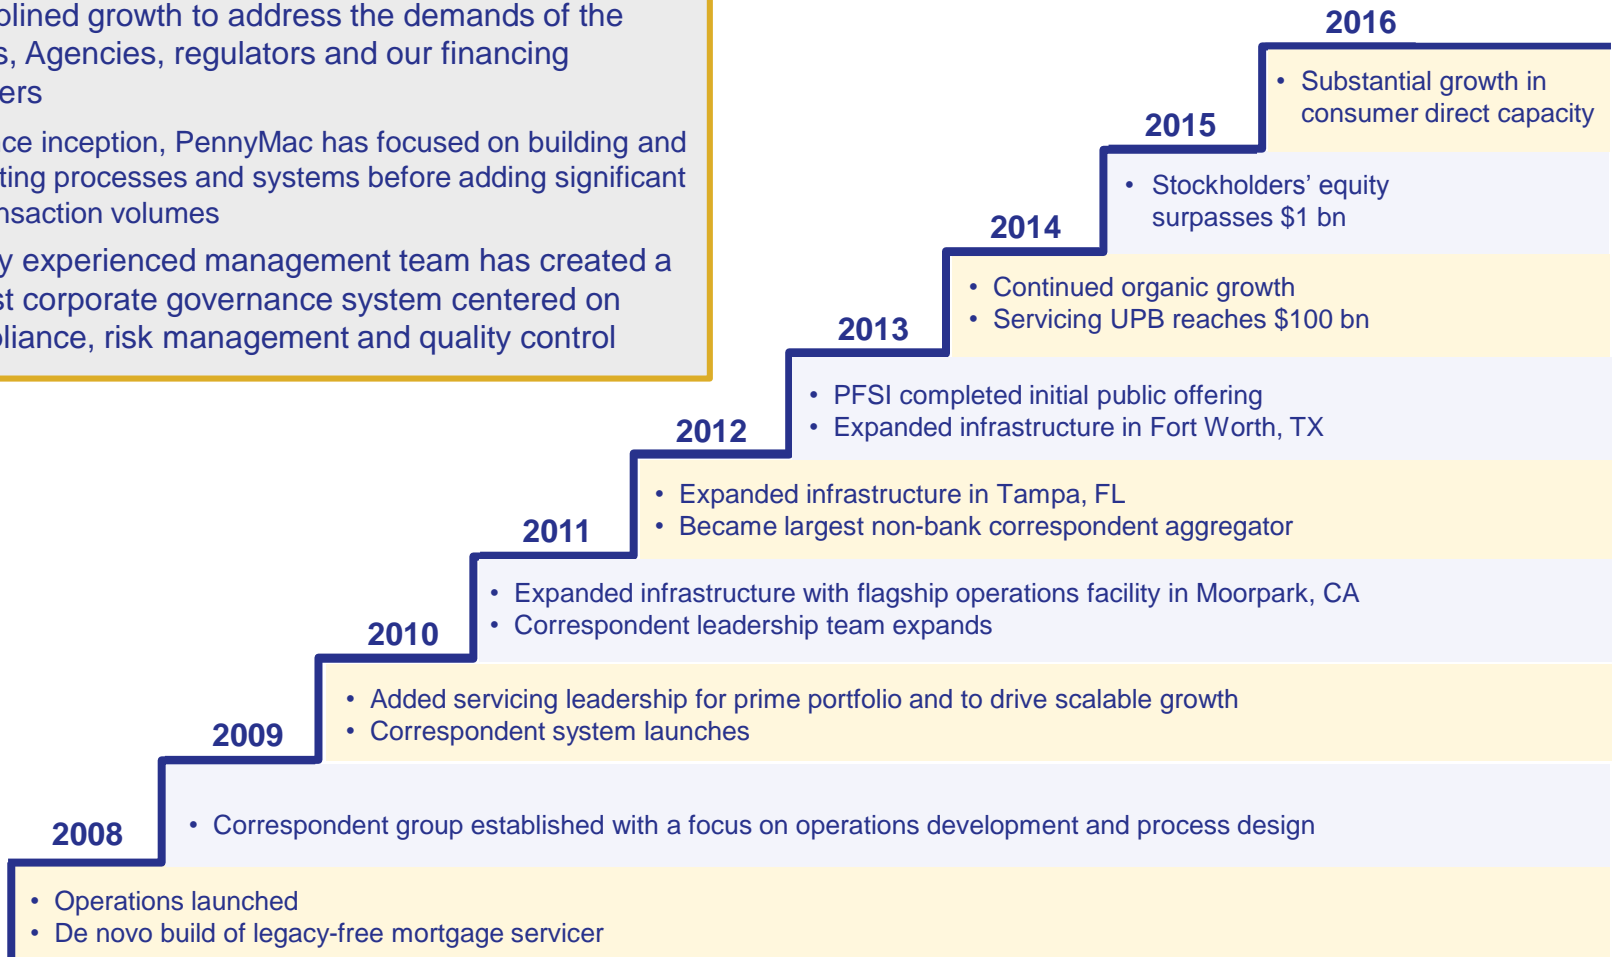 growth to address the demands of the
Agencies, regulators and our financing
inception, PennyMac has focused on building and
processes and systems before adding significant
volumes
experienced management team has created a
corporate governance system centered on
risk management and quality control
2016
• Substantial growth in
consumer direct capacity
2015
• Stockholders’ equity
surpasses $1 bn
2014
• Continued organic growth
• Servicing UPB reaches $100 bn
2013
• PFSI completed initial public offering
• Expanded infrastructure in Fort Worth, TX
2012
• Expanded infrastructure in Tampa, FL
• Became largest non-bank correspondent aggregator
2011
• Expanded infrastructure with flagship operations facility in Moorpark, CA
• Correspondent leadership team expands
2010
• Added servicing leadership for prime portfolio and to drive scalable growth
• Correspondent system launches
2009
• Correspondent group established with a focus on operations development and process design
2008
• Operations launched
• De novo build of legacy-free mortgage servicer